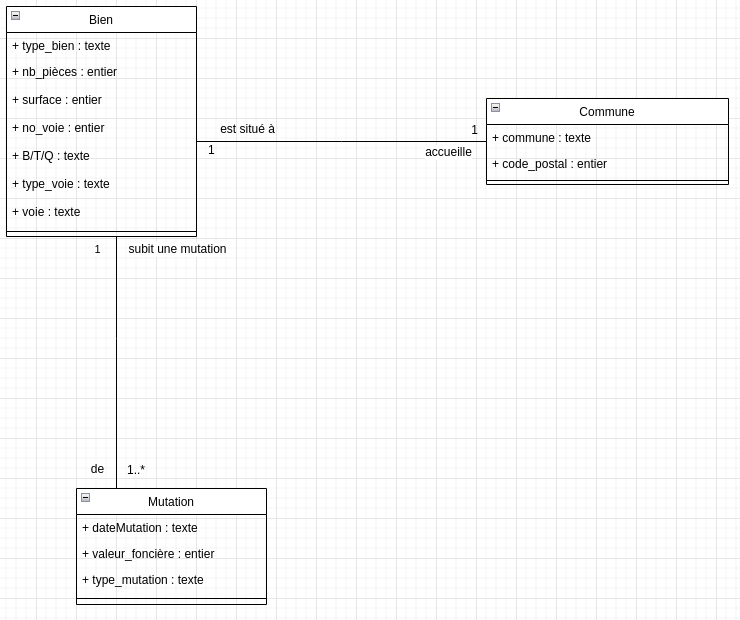 Bien
+ type_bien : texte
+ nb_pièces : entier
+ surface : entier
+ no_voie : entier
+ B/T/Q : texte
+ type_voie : texte
+ voie : texte
est situé à
1
1
accueille
Commune
+ commune : texte
+ code_postal : entier
1
subit une mutation
de
1..*
Mutation
+ dateMutation : texte
+ valeur_foncière : entier
+ type_mutation : texte